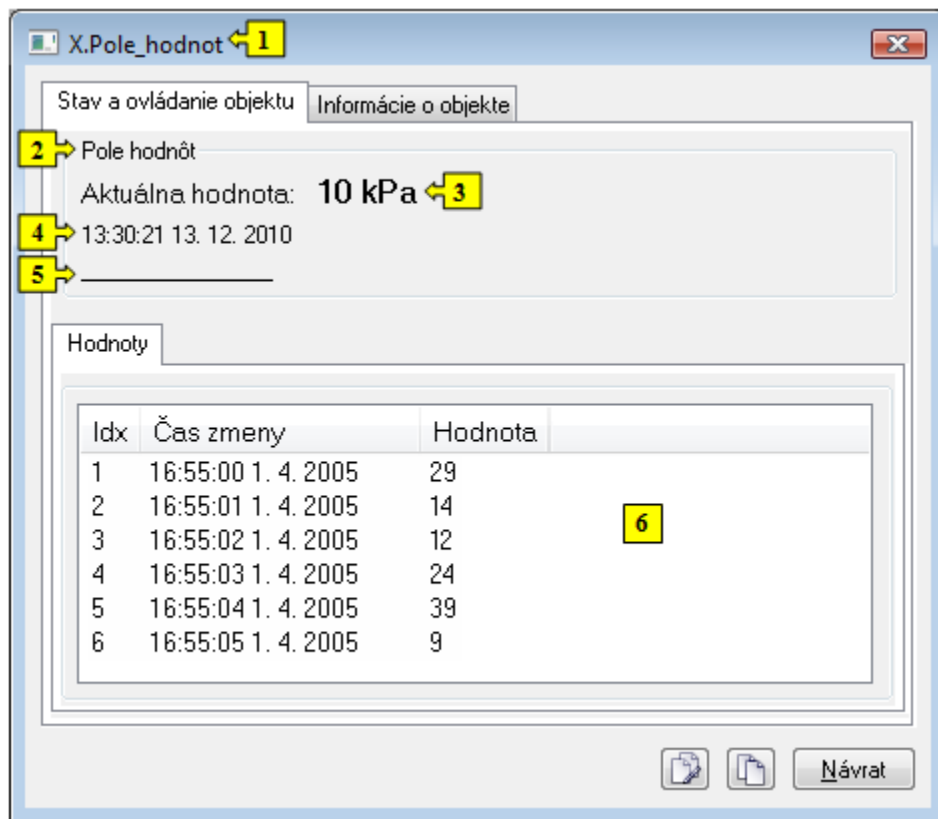 X.Pole_hodnot 1
Stav a ovládanie objektu Informácie o objekte
2 Pole hodnôt
Aktuálna hodnota: 10 kPa 3
4 13:30:21 13. 12. 2010
5
Hodnoty
Idx Čas zmeny Hodnota
1 16:55:00 1. 4. 2005 29
2 16:55:01 1. 4. 2005 14
6
3 16:55:02 1. 4. 2005 12
4 16:55:03 1. 4. 2005 24
5 16:55:04 1. 4. 2005 39
6 16:55:05 1. 4. 2005 9
Návrat